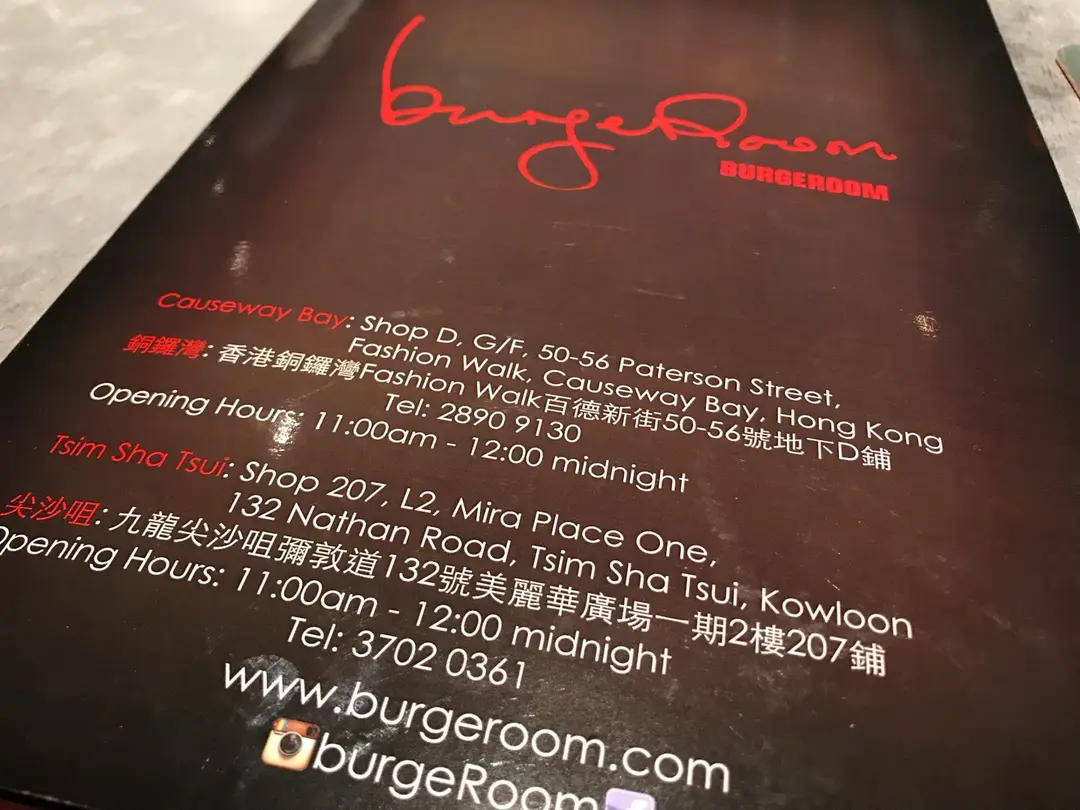 burgeRoom
BURGEROOM
Causeway Bay: Shop D, G/F, 50-56 Paterson Street,
Fashion Walk, Causeway Bay, Hong Kong
銅鑼灣: 香港銅鑼灣Fashion Walk百德新街50-56號地下D鋪
Tel: 2890 9130
Opening Hours: 11:00am - 12:00 midnight
Tsim Sha Tsui: Shop 207, L2, Mira Place One,
132 Nathan Road, Tsim Sha Tsui, Kowloon
尖沙咀: 九龍尖沙咀彌敦道132號美麗華廣場一期2樓207鋪
Opening Hours: 11:00am - 12:00 midnight
Tel: 3702 0361
www.burgeroom.com
burgeRoom